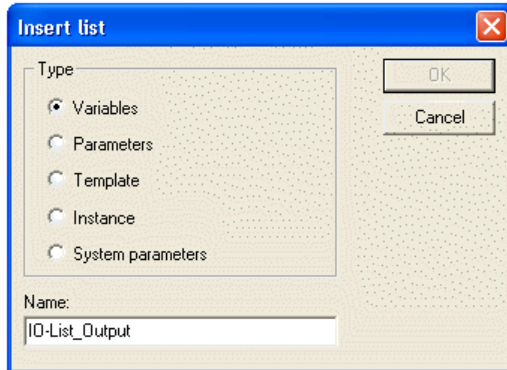 Insert list
Type
OK
Variables
Cancel
Parameters
Template
Instance
System parameters
Name:
IO-List_Output